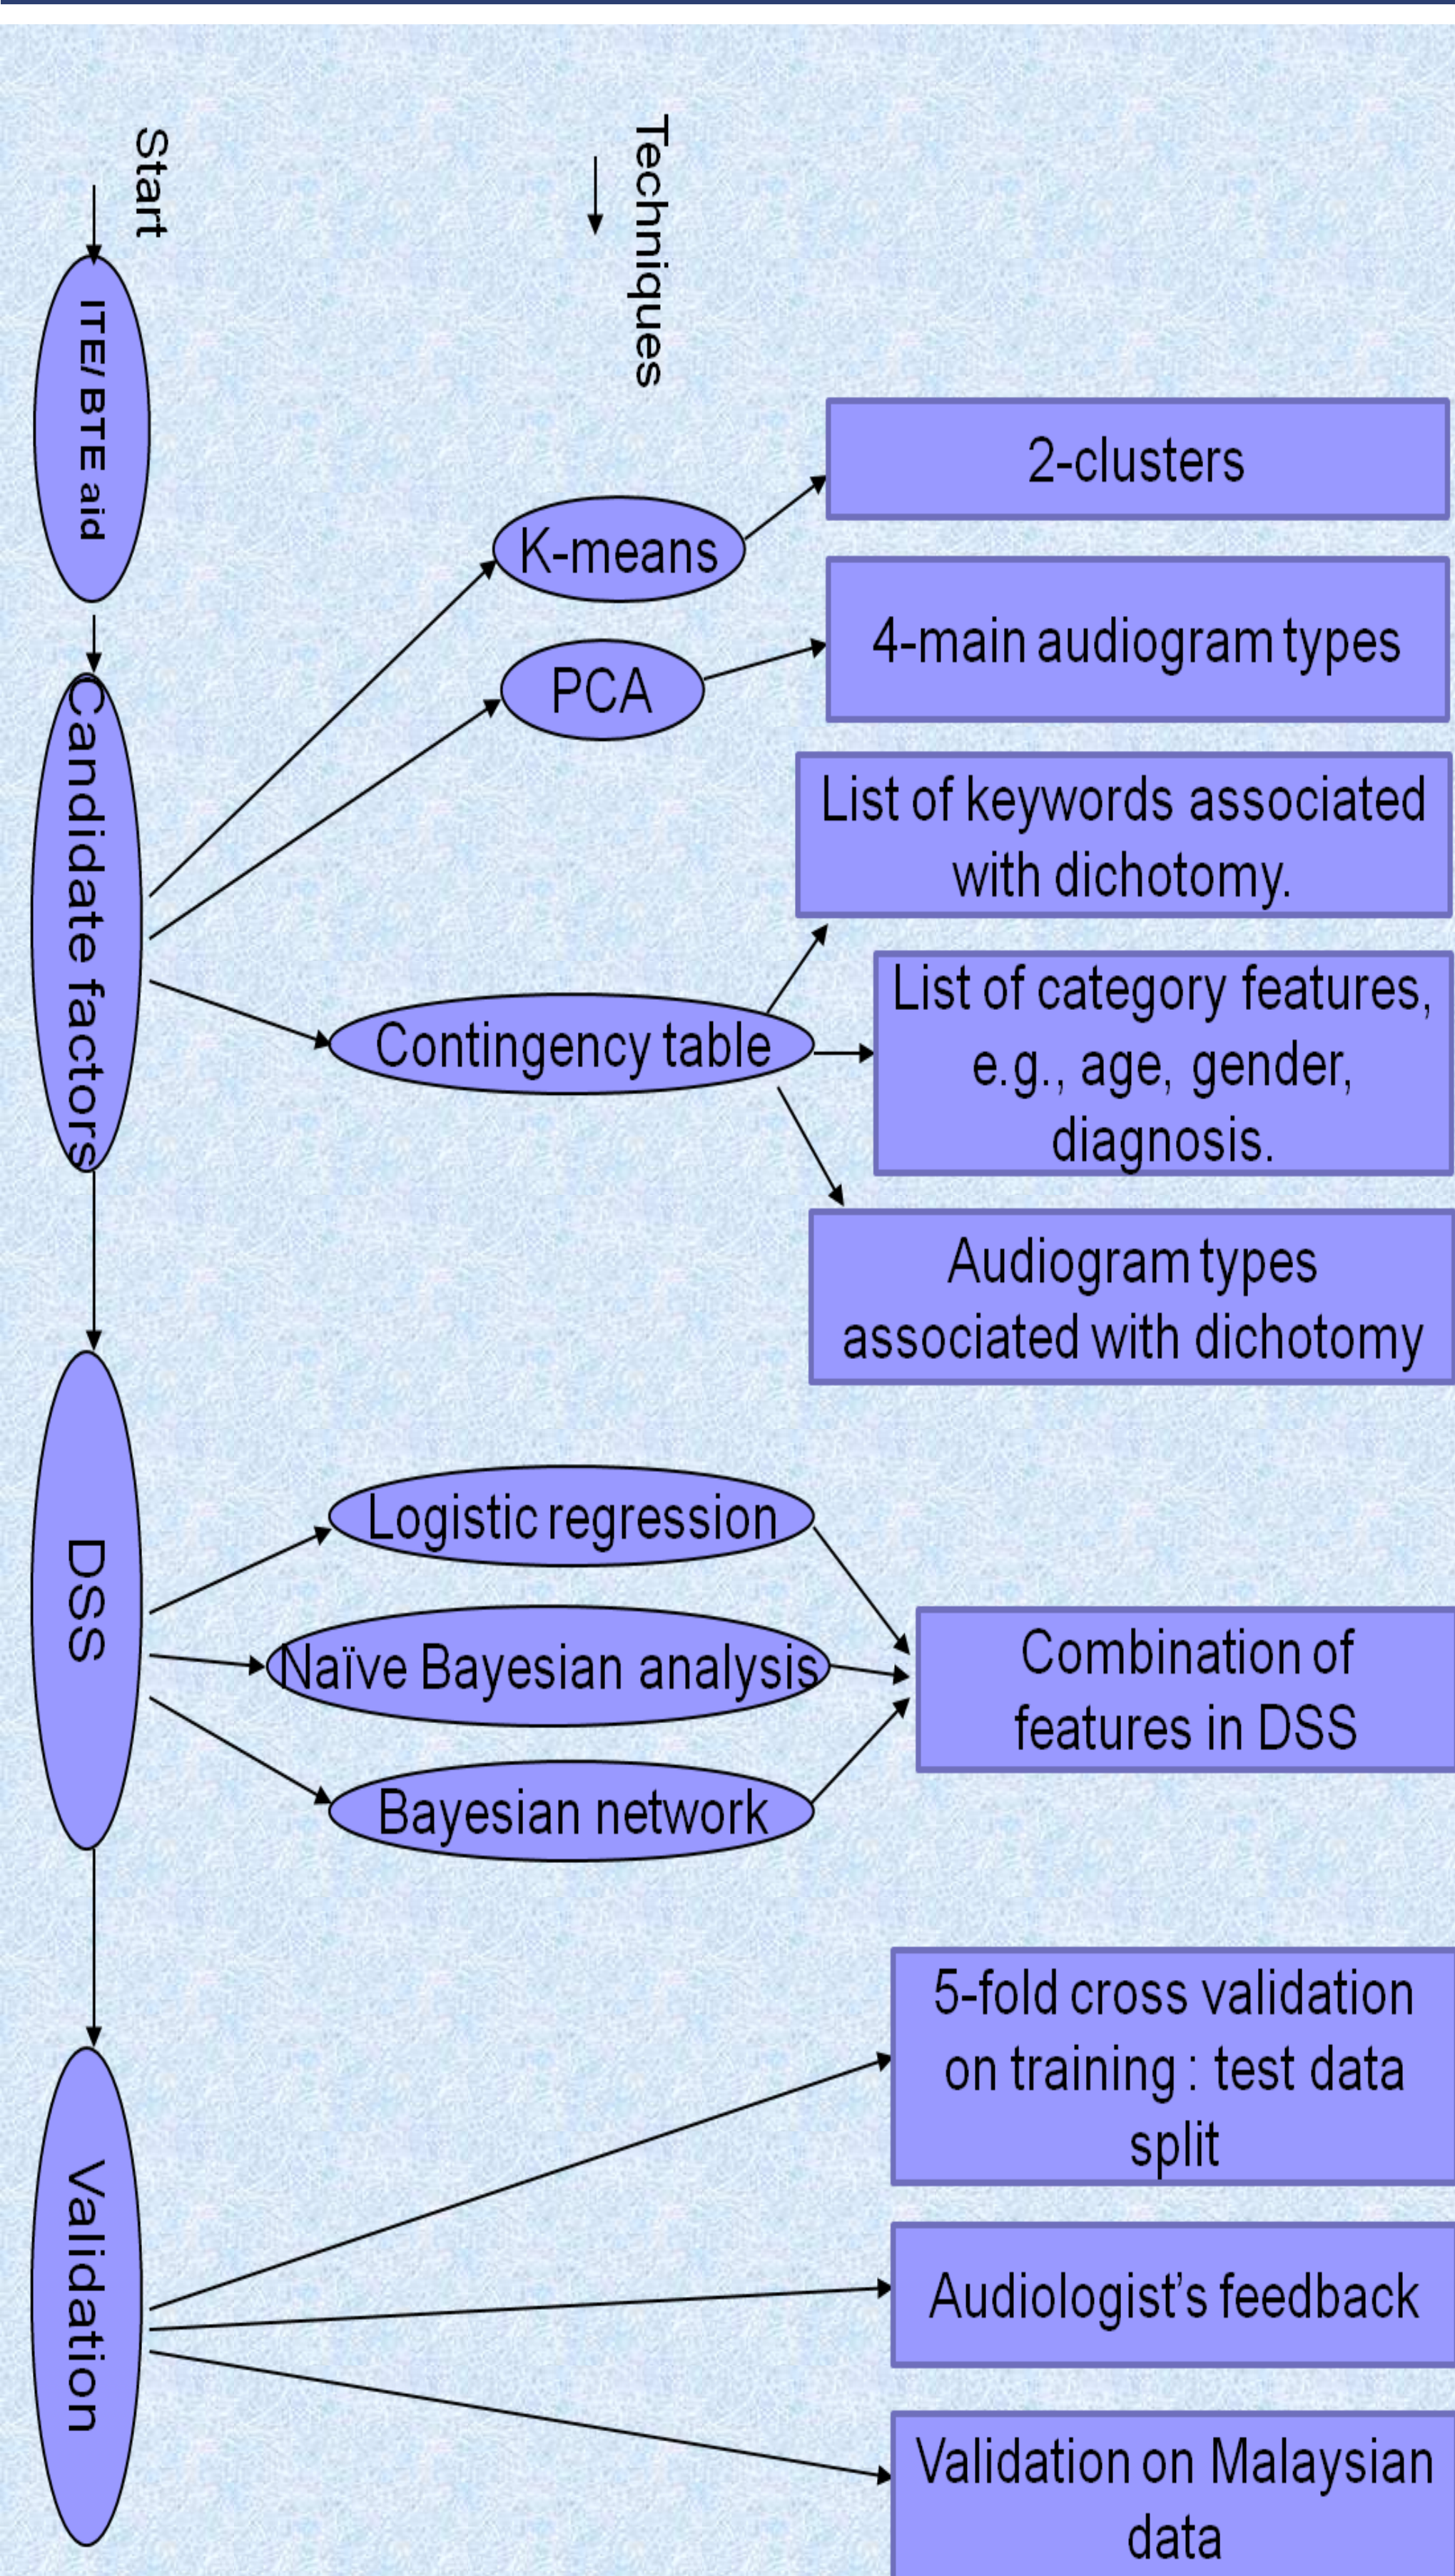 Start
Techniques
ITE/ BTE aid
2-clusters
K-means
4-main audiogram types
PCA
Candidate factors
List of keywords associated
with dichotomy.
Contingency table
List of category features,
e.g., age, gender,
diagnosis.
Audiogram types
associated with dichotomy
DSS
Logistic regression
Naïve Bayesian analysis
Bayesian network
Combination of
features in DSS
Validation
5-fold cross validation
on training : test data
split
Audiologist’s feedback
Validation on Malaysian
data